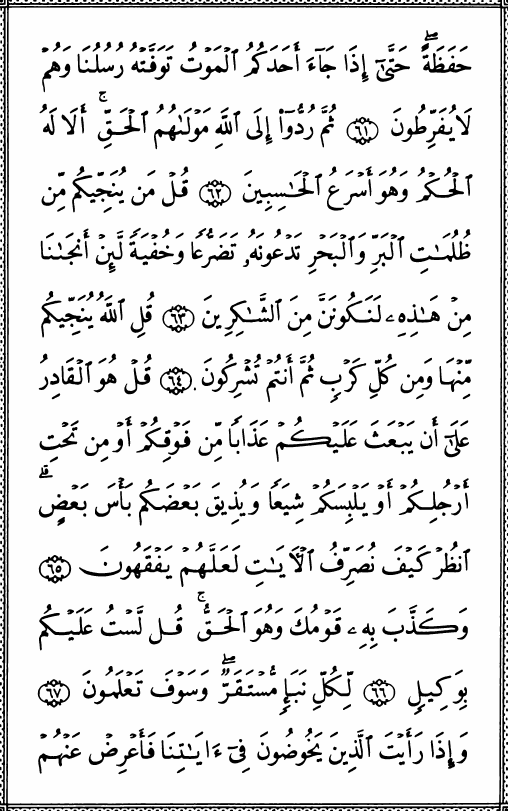 حَفَظَةً ۖ حَتَّىٰٓ إِذَا جَآءَ أَحَدَكُمُ ٱلْمَوْتُ تَوَفَّتْهُ رُسُلُنَا وَهُمْ
لَا يُفَرِّطُونَ ﴿٦١﴾ ثُمَّ رُدُّوٓا۟ إِلَى ٱللَّهِ مَوْلَىٰهُمُ ٱلْحَقِّ ۚ أَلَا لَهُ
ٱلْحُكْمُ وَهُوَ أَسْرَعُ ٱلْحَـٰسِبِينَ ﴿٦٢﴾ قُلْ مَن يُنَجِّيكُم مِّن
ظُلُمَـٰتِ ٱلْبَرِّ وَٱلْبَحْرِ تَدْعُونَهُۥ تَضَرُّعًا وَخُفْيَةً لَّئِنْ أَنجَىٰنَا
مِنْ هَـٰذِهِۦ لَنَكُونَنَّ مِنَ ٱلشَّـٰكِرِينَ ﴿٦٣﴾ قُلِ ٱللَّهُ يُنَجِّيكُم
مِّنْهَا وَمِن كُلِّ كَرْبٍ ثُمَّ أَنتُمْ تُشْرِكُونَ ﴿٦٤﴾ قُلْ هُوَ ٱلْقَادِرُ
عَلَىٰٓ أَن يَبْعَثَ عَلَيْكُمْ عَذَابًا مِّن فَوْقِكُمْ أَوْ مِن تَحْتِ
أَرْجُلِكُمْ أَوْ يَلْبِسَكُمْ شِيَعًا وَيُذِيقَ بَعْضَكُم بَأْسَ بَعْضٍ ۗ
ٱنظُرْ كَيْفَ نُصَرِّفُ ٱلْـَٔايَـٰتِ لَعَلَّهُمْ يَفْقَهُونَ ﴿٦٥﴾
وَكَذَّبَ بِهِۦ قَوْمُكَ وَهُوَ ٱلْحَقُّ ۚ قُل لَّسْتُ عَلَيْكُم
بِوَكِيلٍ ﴿٦٦﴾ لِّكُلِّ نَبَإٍ مُّسْتَقَرٌّ ۖ وَسَوْفَ تَعْلَمُونَ ﴿٦٧﴾
وَإِذَا رَأَيْتَ ٱلَّذِينَ يَخُوضُونَ فِىٓ ءَايَـٰتِنَا فَأَعْرِضْ عَنْهُمْ